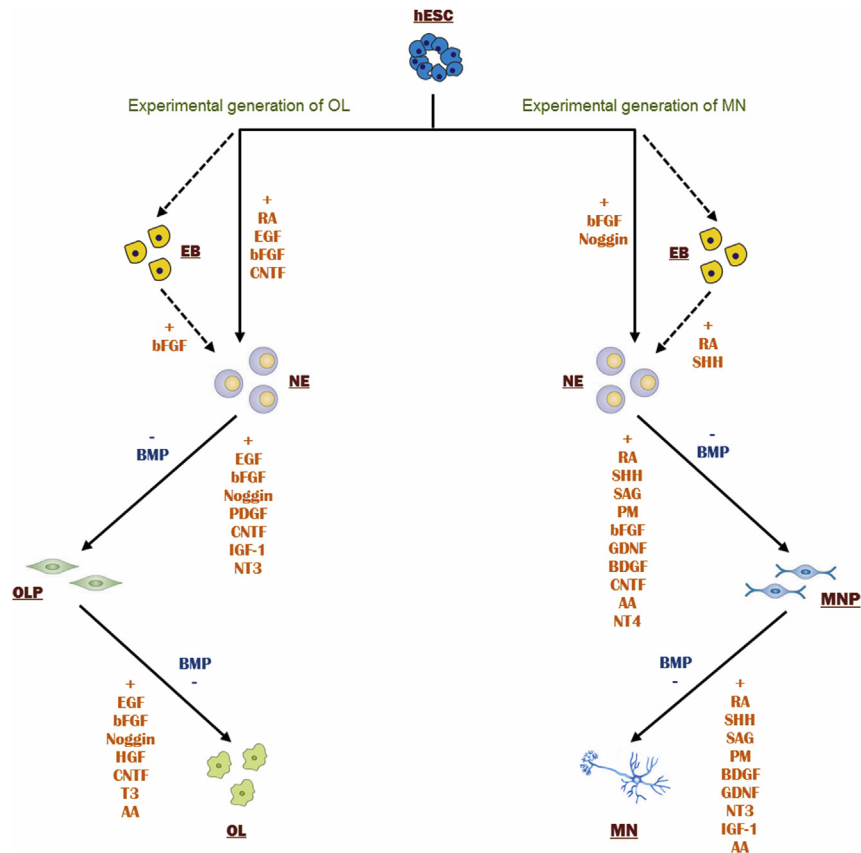 hESC
Experimental generation of OL
Experimental generation of MN
+
RA
EGF
bFGF
CNTF
+
bFGF
Noggin
EB
EB
+
bFGF
+
RA
SHH
NE
NE
-
BMP
+
EGF
bFGF
Noggin
PDGF
CNTF
IGF-1
NT3
+
RA
SHH
SAG
PM
bFGF
GDNF
BDGF
CNTF
AA
NT4
-
BMP
OLP
MNP
BMP
-
+
EGF
bFGF
Noggin
HGF
CNTF
T3
AA
BMP
-
+
RA
SHH
SAG
PM
BDGF
GDNF
NT3
IGF-1
AA
OL
MN